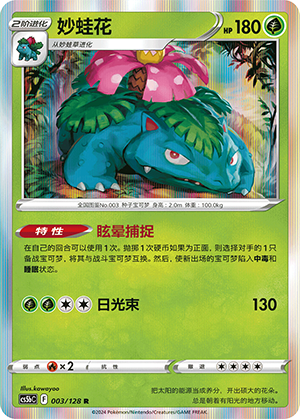 2阶进化
妙蛙花
HP 180
从妙蛙草进化
全国图鉴No.003 种子宝可梦 身高：2.0m 体重：100.0kg
特性 眩晕捕捉
在自己的回合可以使用1次。抛掷1次硬币如果为正面，则选择对手的1只
备战宝可梦，将其与战斗宝可梦互换。然后，使新出场的宝可梦陷入中毒和
睡眠状态。
日光束 130
弱点 ×2 抵抗力 撤退
Illus.kawayoo
CS5bC F 003/128 R
把太阳的能源当成养分，开出硕大的花朵。
总是朝着有阳光的地方移动。
©2024 Pokémon/Nintendo/Creatures/GAME FREAK.